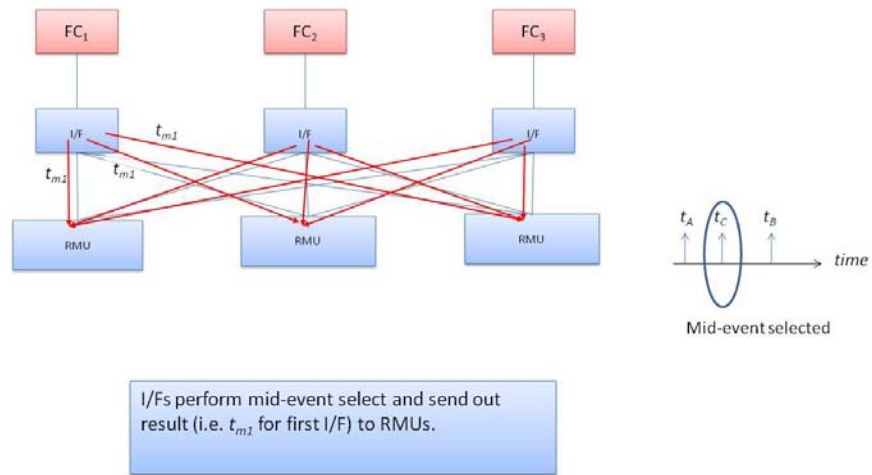 FC₁ FC₂ FC₃
I/F I/F I/F
tm1
tm1 tm1
RMU RMU RMU
tA tC tB
time
Mid-event selected
I/Fs perform mid-event select and send out
result (i.e. tm1 for first I/F) to RMUs.